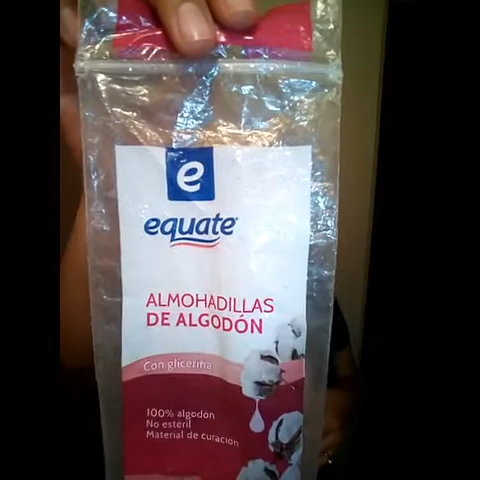 e
equate
ALMOHADILLAS
DE ALGODÓN
Con glicerina
100% algodón
No estéril
Material de curación